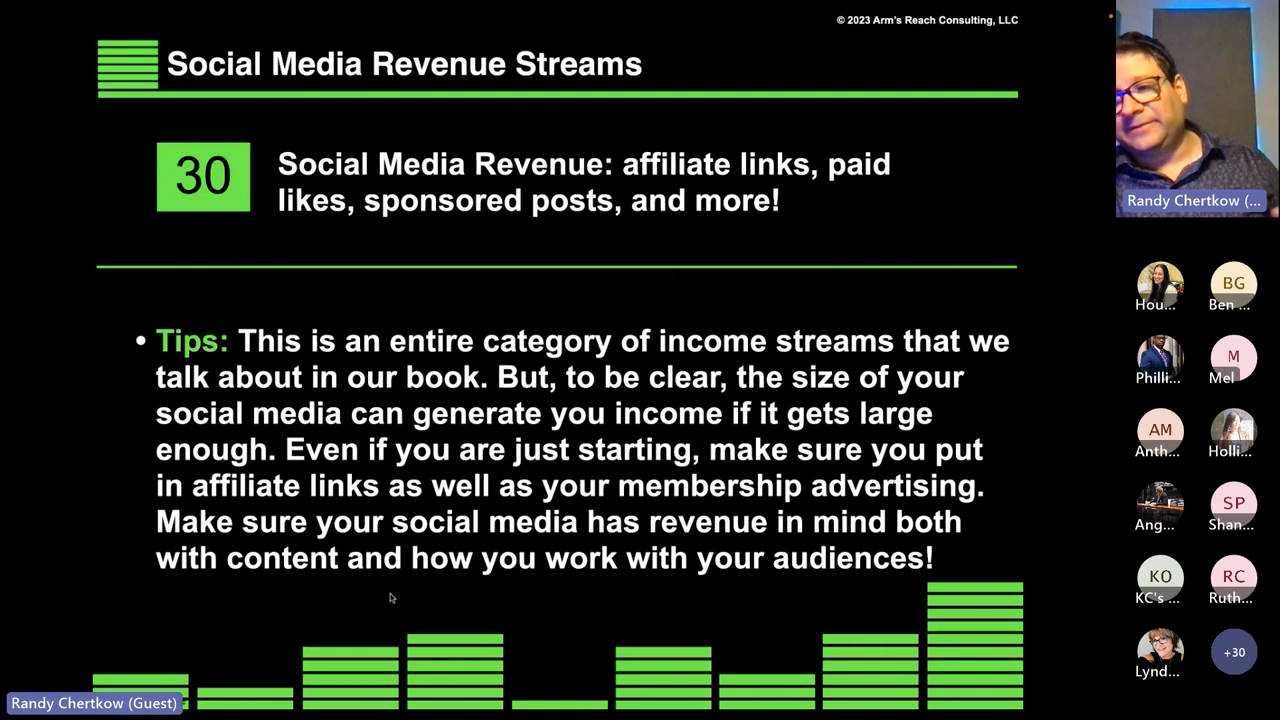 © 2023 Arm's Reach Consulting, LLC
Social Media Revenue Streams
30
Social Media Revenue: affiliate links, paid
likes, sponsored posts, and more!
• Tips: This is an entire category of income streams that we
talk about in our book. But, to be clear, the size of your
social media can generate you income if it gets large
enough. Even if you are just starting, make sure you put
in affiliate links as well as your membership advertising.
Make sure your social media has revenue in mind both
with content and how you work with your audiences!
Randy Chertkow (Guest)
Randy Chertkow (...
Hou...
BG
Ben ...
Philli...
M
Mel
AM
Anth...
Holli...
Ang...
SP
Shan...
KO
KC's ...
RC
Ruth...
Lynd...
+30